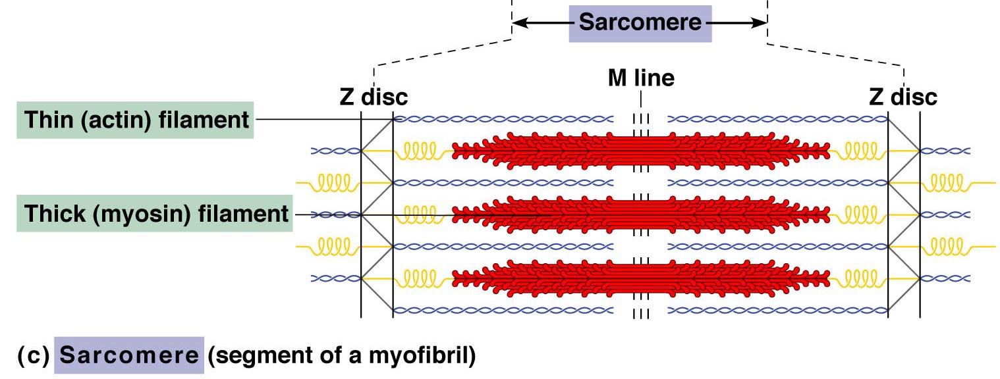 Sarcomere
M line
Z disc
Z disc
Thin (actin) filament
Thick (myosin) filament
(c) Sarcomere (segment of a myofibril)